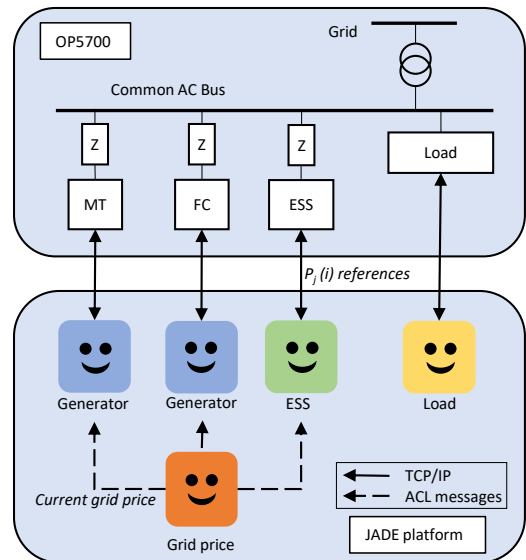 OP5700
Grid
Common AC Bus
Z
Z
Z
Load
MT
FC
ESS
P_j (i) references
Generator
Generator
ESS
Load
Current grid price
Grid price
TCP/IP
ACL messages
JADE platform